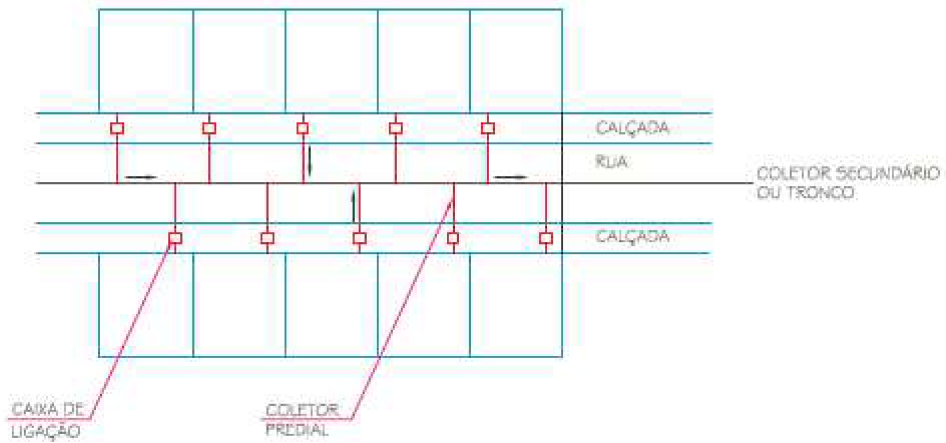 CALÇADA
RUA
COLETOR SECUNDÁRIO
OU TRONCO
CALÇADA
CAIXA DE
LIGAÇÃO
COLETOR
PREDIAL